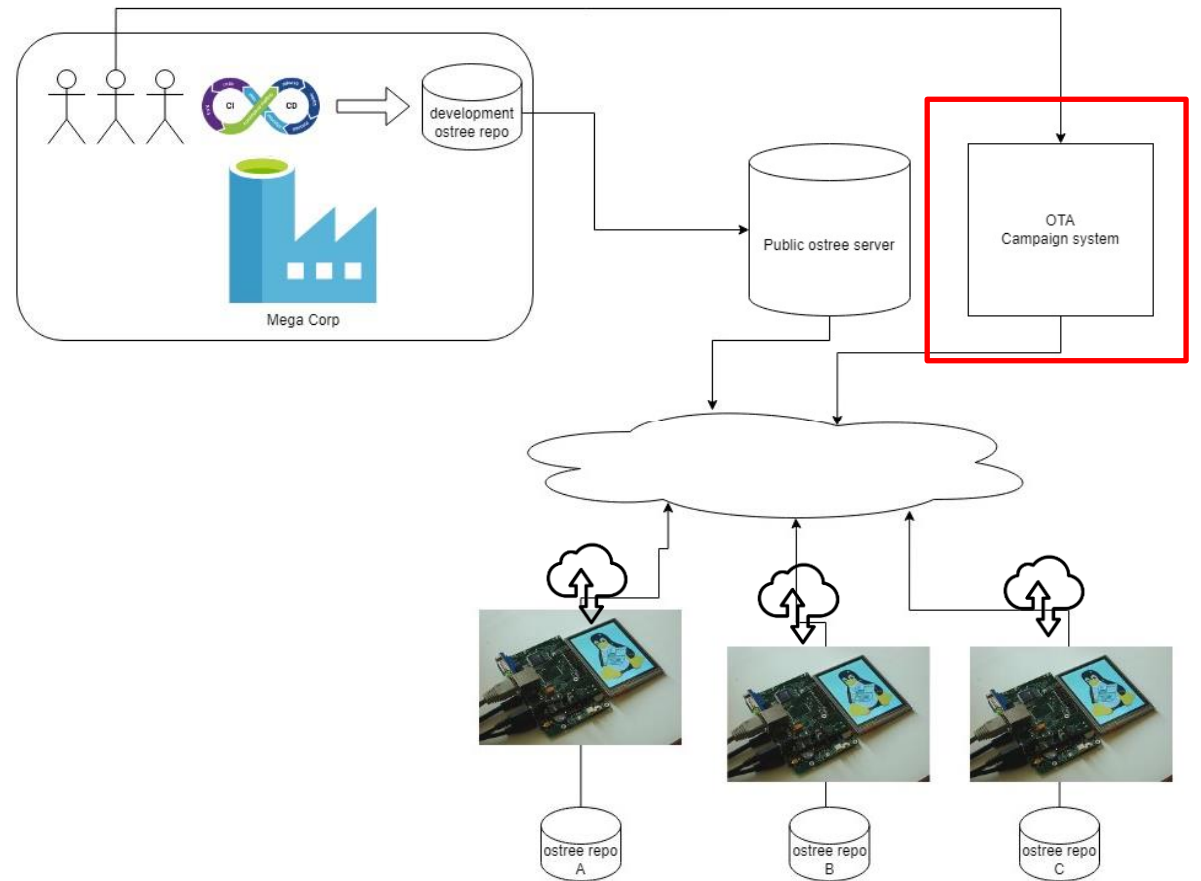 CI
CD
development
ostree repo
Mega Corp
Public ostree server
OTA
Campaign system
ostree repo
A
ostree repo
B
ostree repo
C